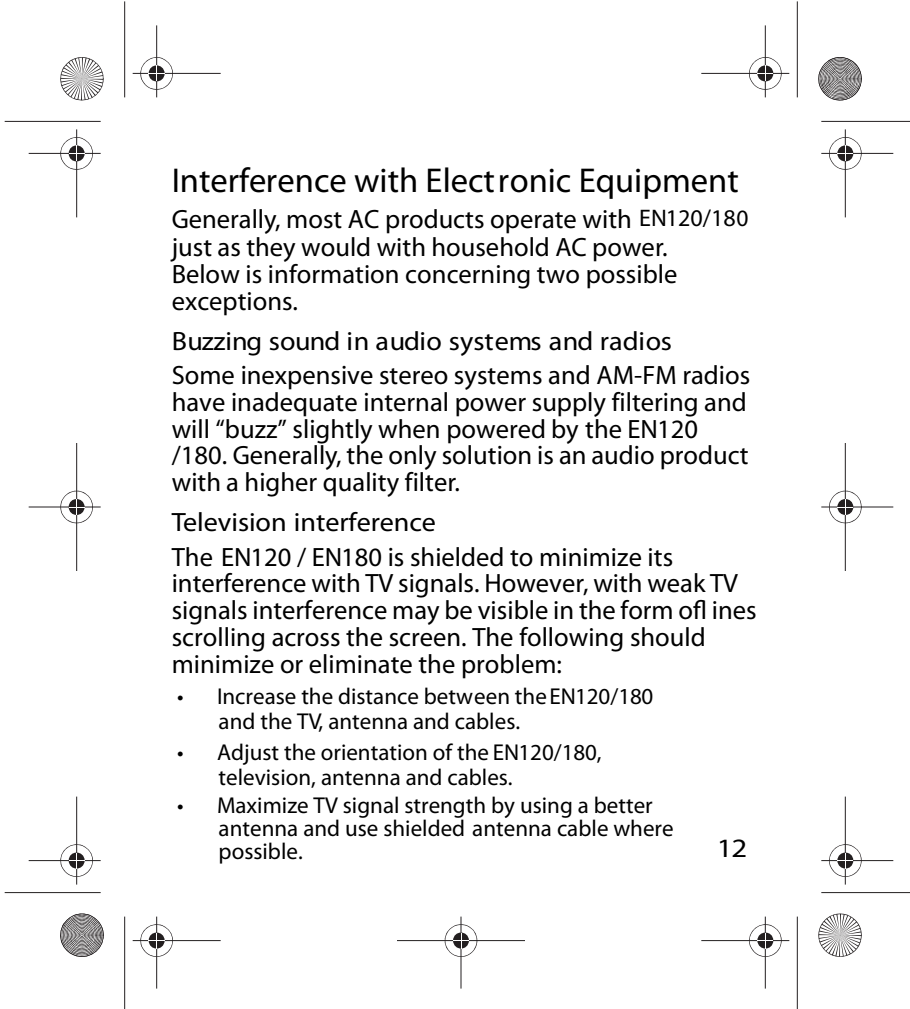 Interference with Electronic Equipment
Generally, most AC products operate with EN120/180
just as they would with household AC power.
Below is information concerning two possible
exceptions.
Buzzing sound in audio systems and radios
Some inexpensive stereo systems and AM-FM radios
have inadequate internal power supply filtering and
will “buzz” slightly when powered by the EN120
/180. Generally, the only solution is an audio product
with a higher quality filter.
Television interference
The EN120 / EN180 is shielded to minimize its
interference with TV signals. However, with weak TV
signals interference may be visible in the form ofl ines
scrolling across the screen. The following should
minimize or eliminate the problem:
• Increase the distance between the EN120/180
and the TV, antenna and cables.
• Adjust the orientation of the EN120/180,
television, antenna and cables.
• Maximize TV signal strength by using a better
antenna and use shielded antenna cable where
possible.
12